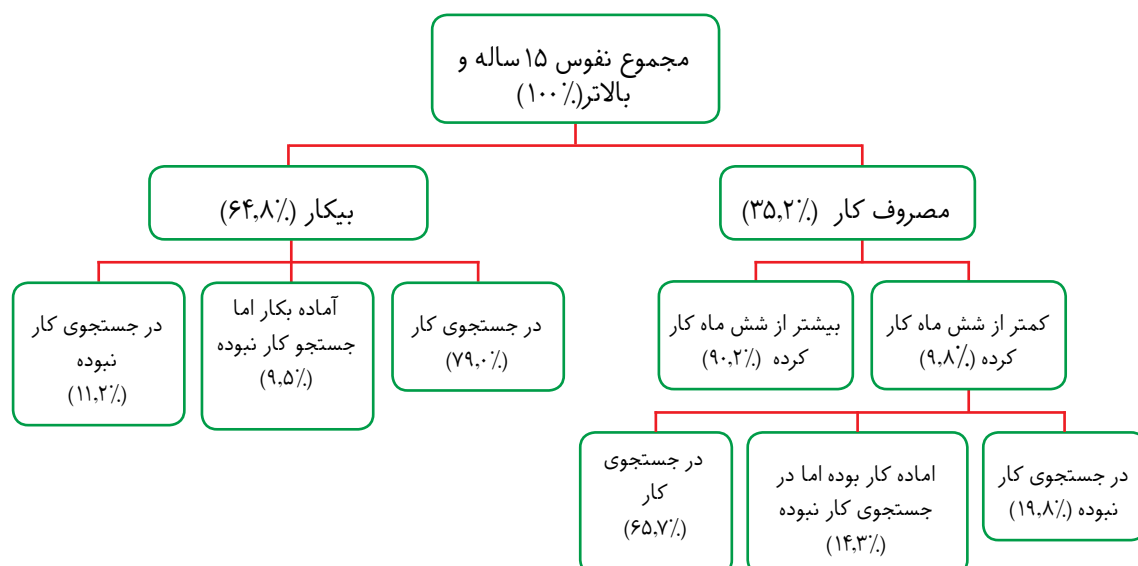 مجموع نفوس ۱۵ ساله و
بالاتر(۱۰۰٪)
مصروف کار (۳۵,۲٪)
بیکار (۶۴,۸٪)
کمتر از شش ماه کار
کرده (۹,۸٪)
بیشتر از شش ماه کار
کرده (۹۰,۲٪)
در جستجوی کار
(۷۹,۰٪)
آماده بکار اما
جستجو کار نبوده
(۹,۵٪)
در جستجوی کار
نبوده
(۱۱,۲٪)
در جستجوی کار
نبوده (۱۹,۸٪)
اماده کار بوده اما در
جستجوی کار نبوده
(۱۴,۳٪)
در جستجوی
کار
(۶۵,۷٪)